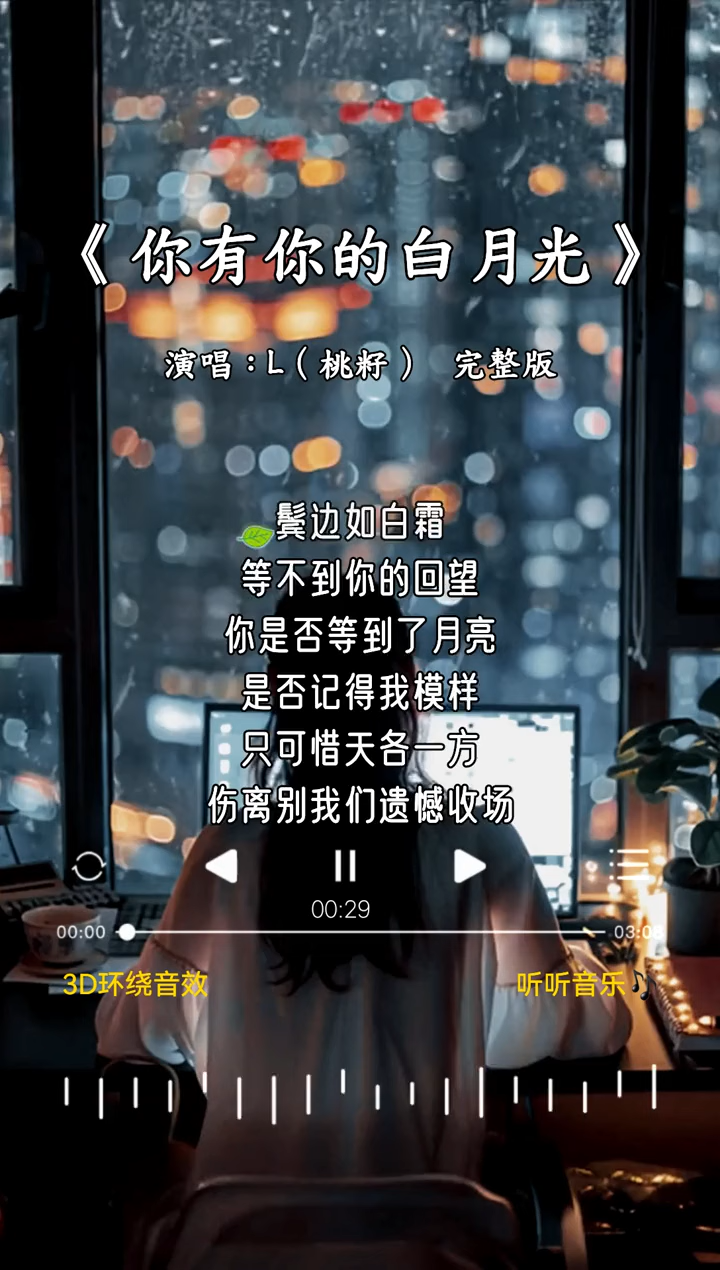 《你有你的白月光》
演唱：L（桃籽） 完整版
鬓边如白霜
等不到你的回望
你是否等到了月亮
是否记得我模样
只可惜天各一方
伤离别我们遗憾收场
00:29
00:00 03:08
3D环绕音效 听听音乐🎶